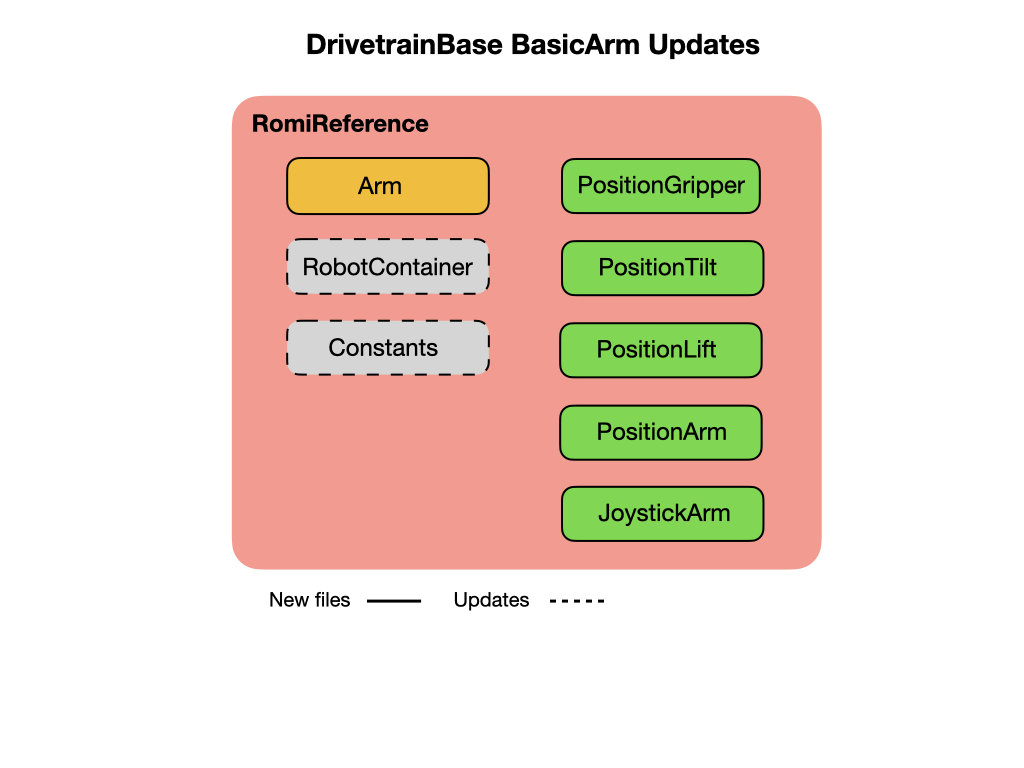 DrivetrainBase BasicArm Updates
RomiReference
Arm
RobotContainer
Constants
PositionGripper
PositionTilt
PositionLift
PositionArm
JoystickArm
New files
Updates